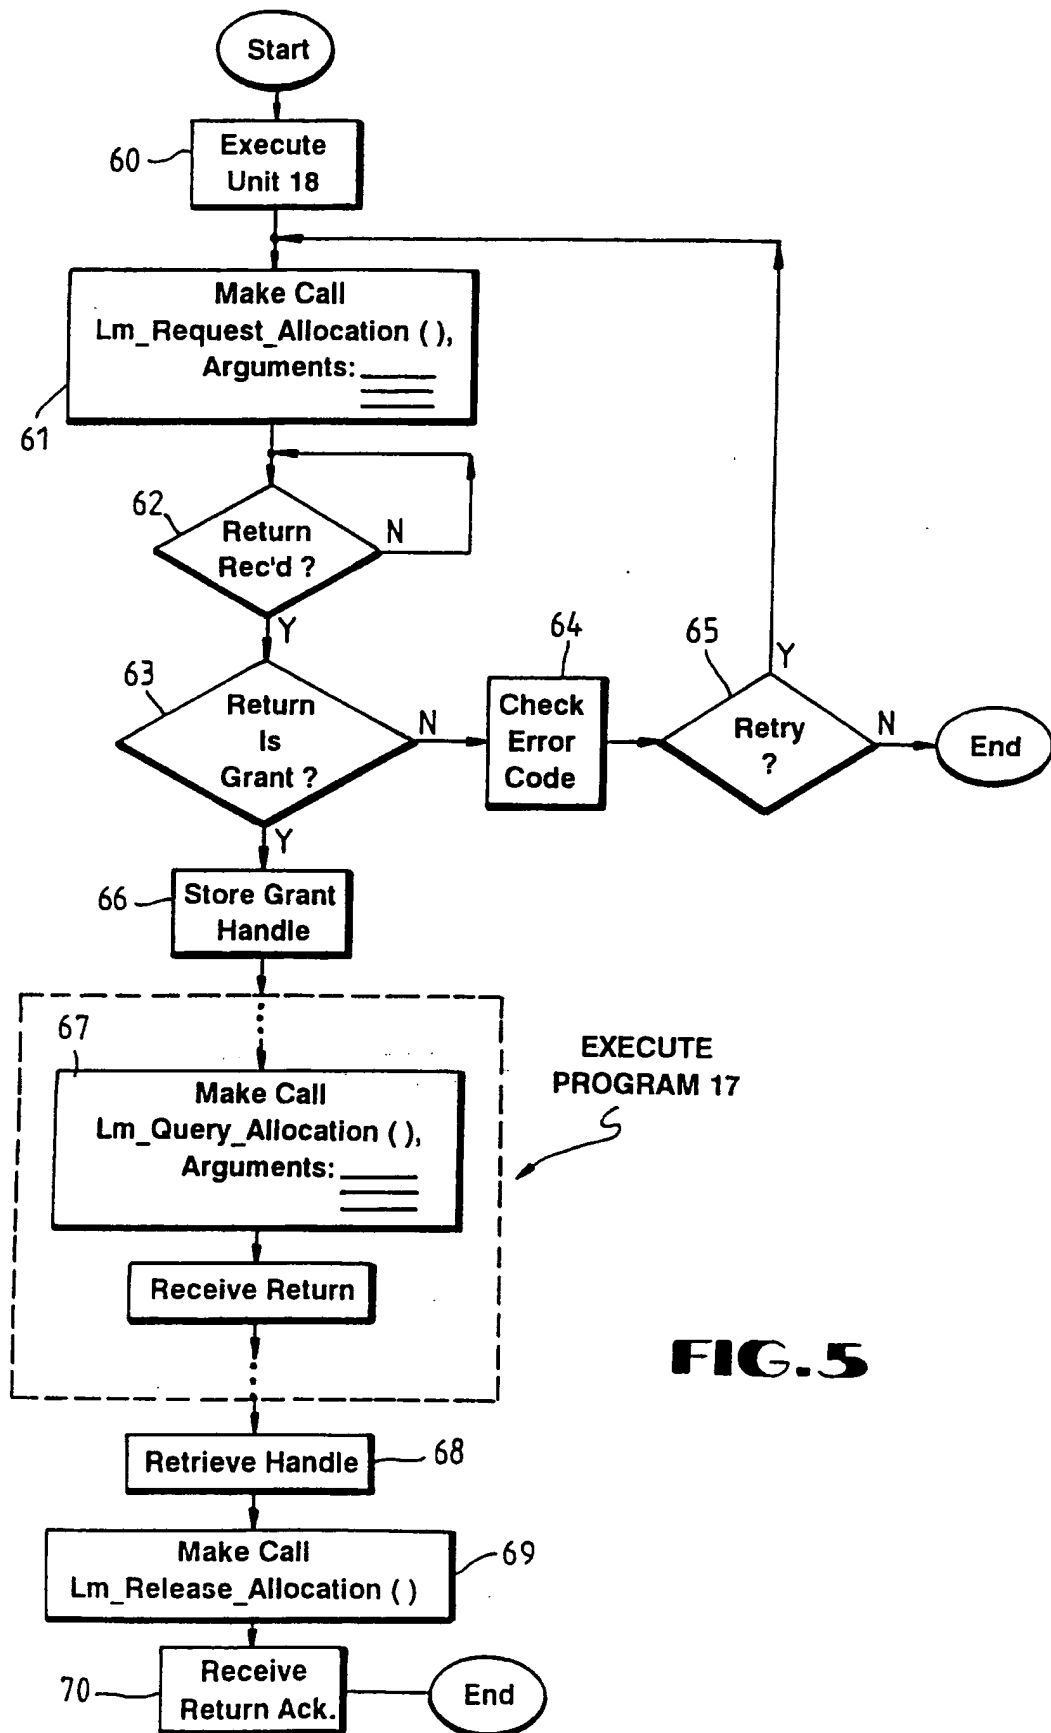 Start
60
Execute
Unit 18
Make Call
Lm_Request_Allocation ( ),
Arguments:
61
62
Return
Rec'd ?
N
Y
63
Return
Is
Grant ?
N
Y
64
Check
Error
Code
65
Retry
?
Y
N
End
66
Store Grant
Handle
67
Make Call
Lm_Query_Allocation ( ),
Arguments:
EXECUTE
PROGRAM 17
Receive Return
FIG.5
Retrieve Handle
68
Make Call
Lm_Release_Allocation ( )
69
70
Receive
Return Ack.
End